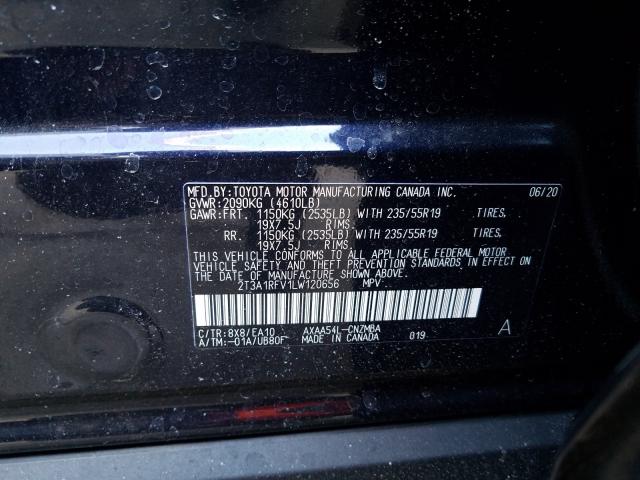 MFD.BY:TOYOTA MOTOR MANUFACTURING CANADA INC. 06/20
GVWR:2090KG (4610LB)
GAWR:FRT. 1150KG (2535LB) WITH 235/55R19 TIRES.
19X7.5J RIMS.
RR. 1150KG (2535LB) WITH 235/55R19 TIRES.
19X7.5J RIMS.
THIS VEHICLE CONFORMS TO ALL APPLICABLE FEDERAL MOTOR
VEHICLE SAFETY AND THEFT PREVENTION STANDARDS IN EFFECT ON
THE DATE OF MANUFACTURE SHOWN ABOVE.
2T3A1RFV1LW120656 MPV
C/TR:8X8/EA10 AXAA54L-CNZMBA
A/TM:-01A/UB80F MADE IN CANADA 019 A